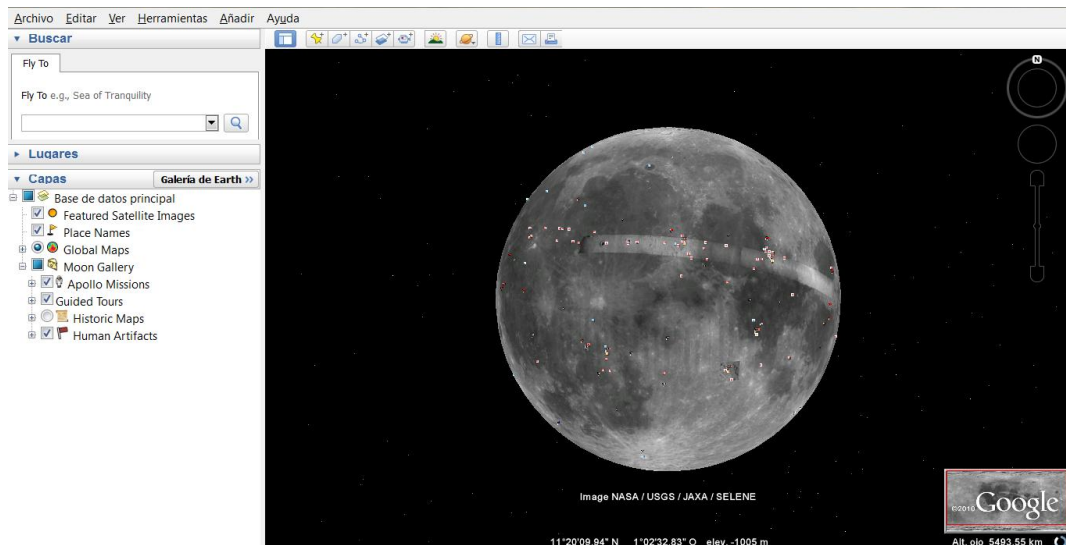 Archivo Editar Ver Herramientas Añadir Ayuda
Buscar
Fly To
Fly To e.g., Sea of Tranquility
Lugares
Capas
Galería de Earth >>
Base de datos principal
Featured Satellite Images
Place Names
Global Maps
Moon Gallery
Apollo Missions
Guided Tours
Historic Maps
Human Artifacts
N
Image NASA / USGS / JAXA / SELENE
©2010 Google
11°20'09.94" N 1°02'32.83" O elev. -1005 m
Alt. ojo 5493.55 km